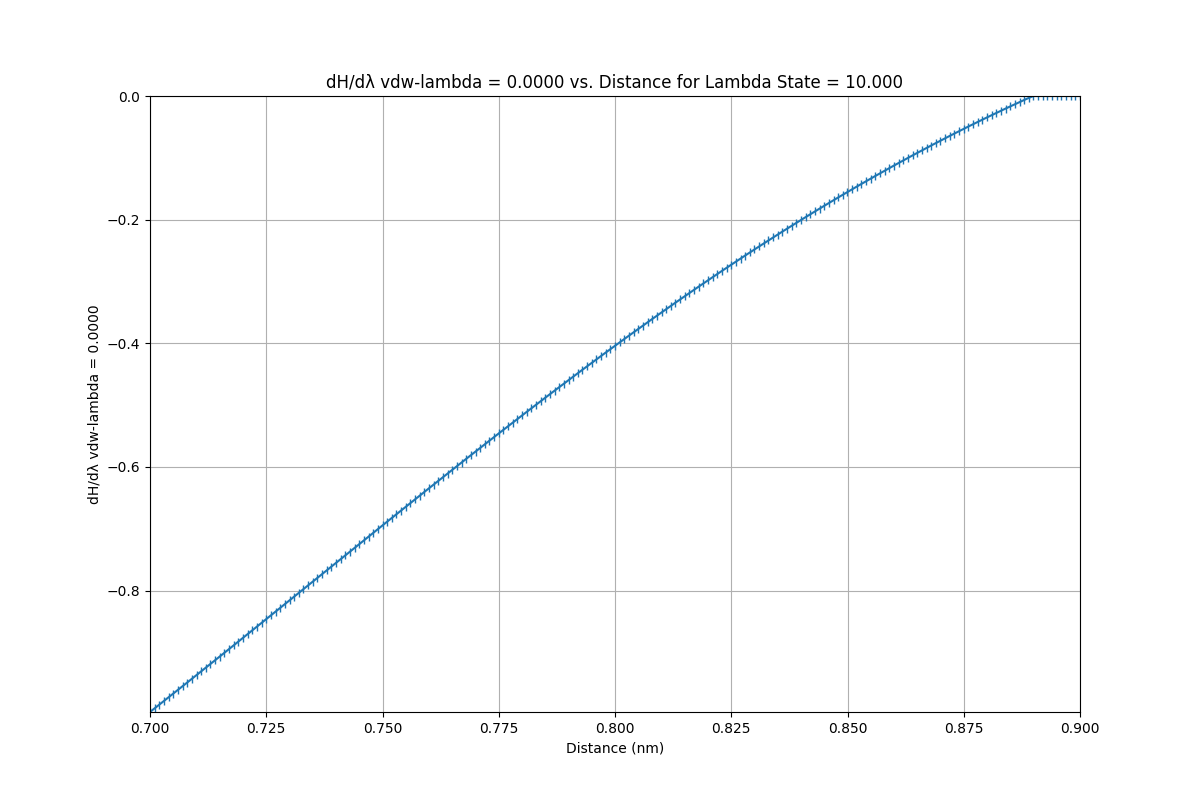 dH/dλ vdw-lambda = 0.0000 vs. Distance for Lambda State = 10.000
0.0
−0.2
−0.4
−0.6
−0.8
dH/dλ vdw-lambda = 0.0000
0.700 0.725 0.750 0.775 0.800 0.825 0.850 0.875 0.900
Distance (nm)